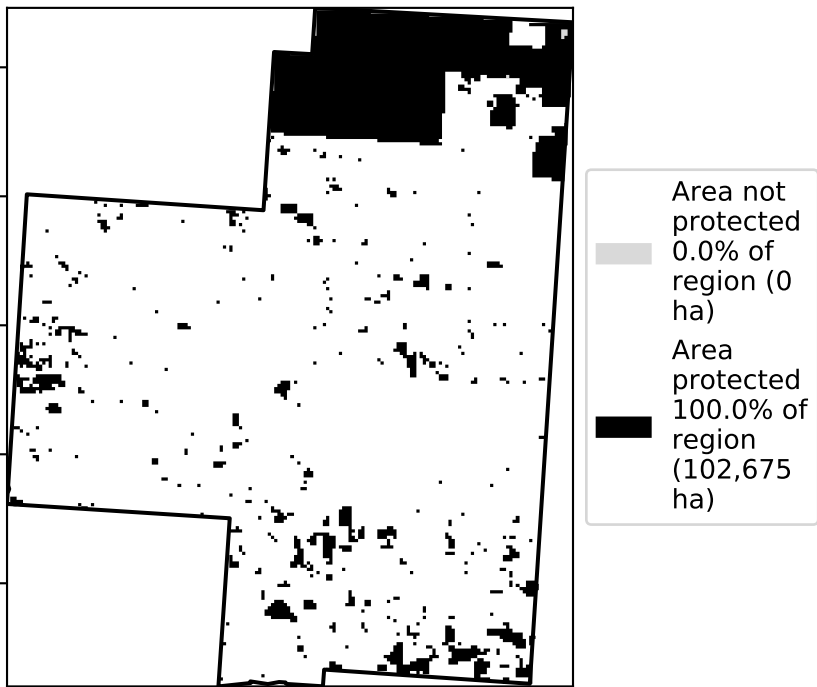 Area not
protected
0.0% of
region (0
ha)
Area
protected
100.0% of
region
(102,675
ha)